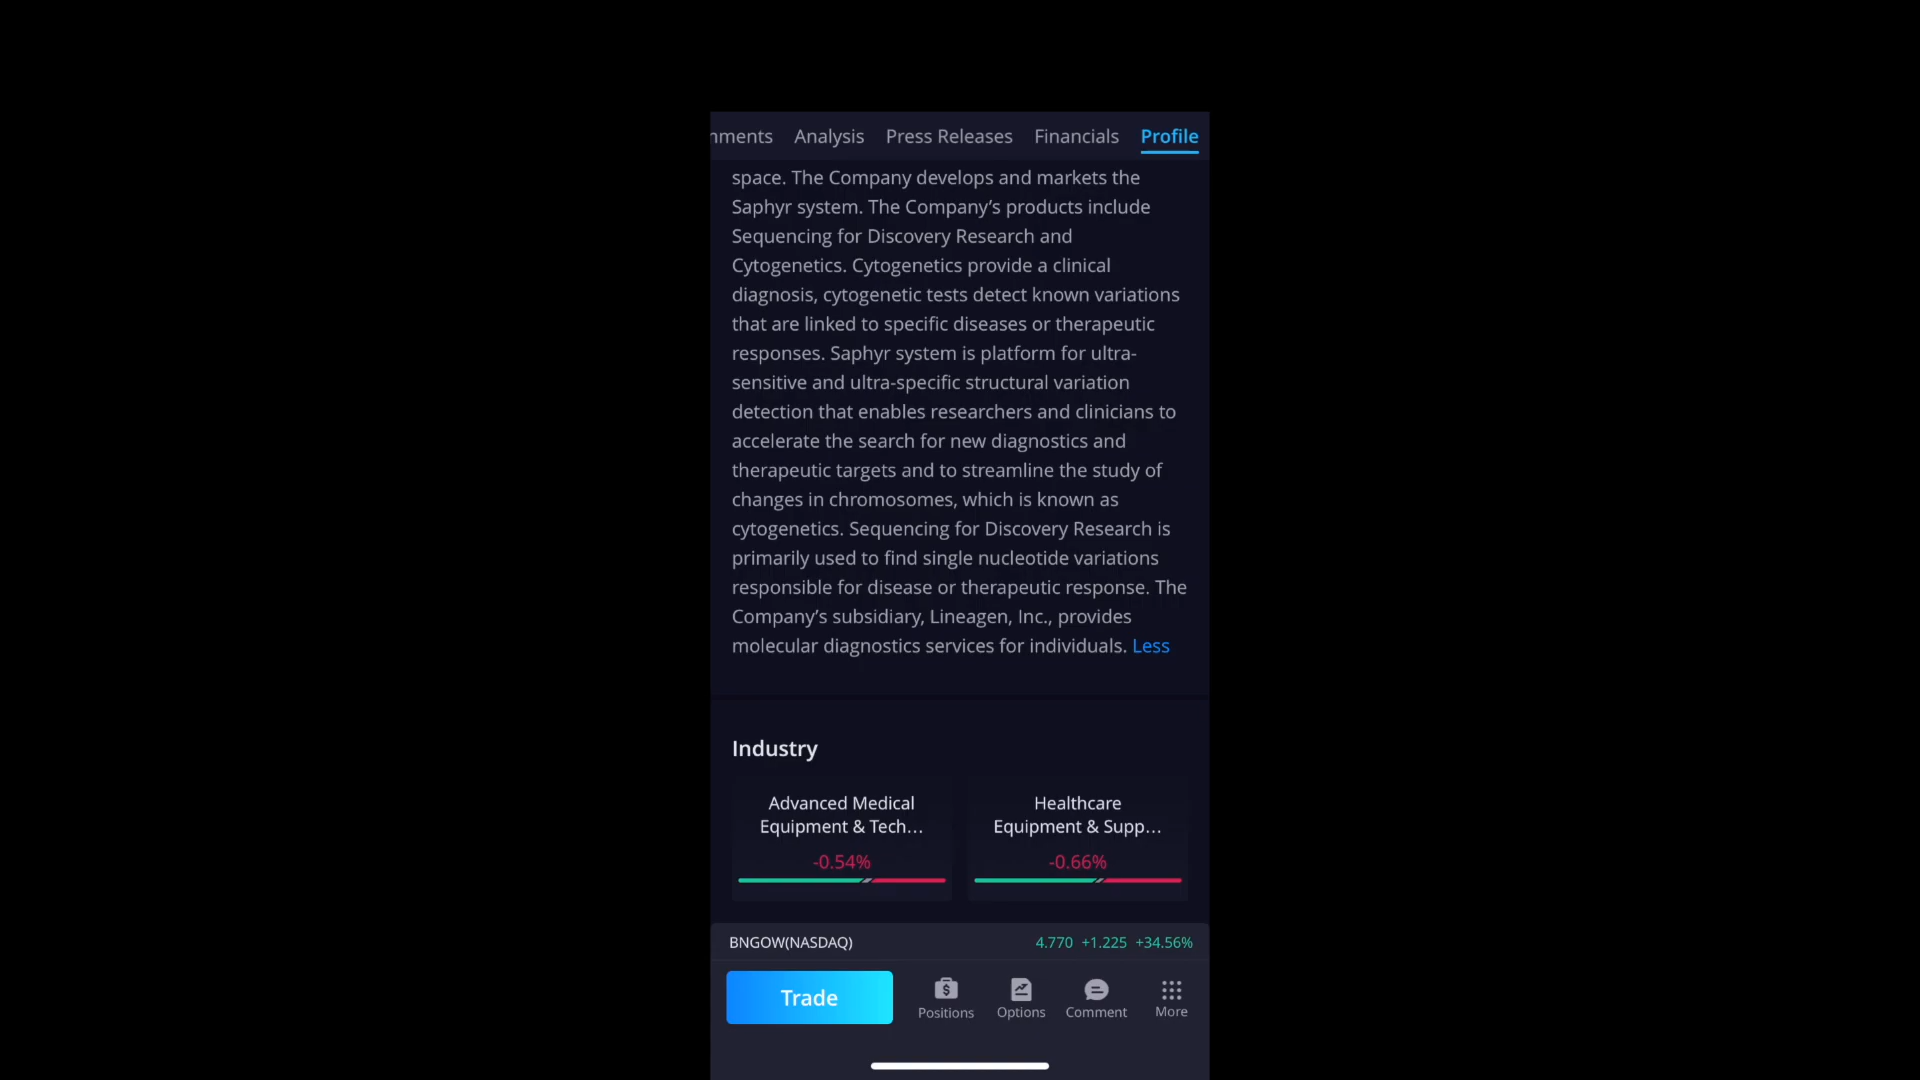 Analysis Press Releases Financials Profile
space. The Company develops and markets the
Saphyr system. The Company’s products include
Sequencing for Discovery Research and
Cytogenetics. Cytogenetics provide a clinical
diagnosis, cytogenetic tests detect known variations
that are linked to specific diseases or therapeutic
responses. Saphyr system is platform for ultra-
sensitive and ultra-specific structural variation
detection that enables researchers and clinicians to
accelerate the search for new diagnostics and
therapeutic targets and to streamline the study of
changes in chromosomes, which is known as
cytogenetics. Sequencing for Discovery Research is
primarily used to find single nucleotide variations
responsible for disease or therapeutic response. The
Company’s subsidiary, Lineagen, Inc., provides
molecular diagnostics services for individuals. Less
Industry
Advanced Medical
Equipment & Tech...
-0.54%
Healthcare
Equipment & Supp...
-0.66%
BNGOW(NASDAQ) 4.770 +1.225 +34.56%
Trade
Positions
Options
Comment
More